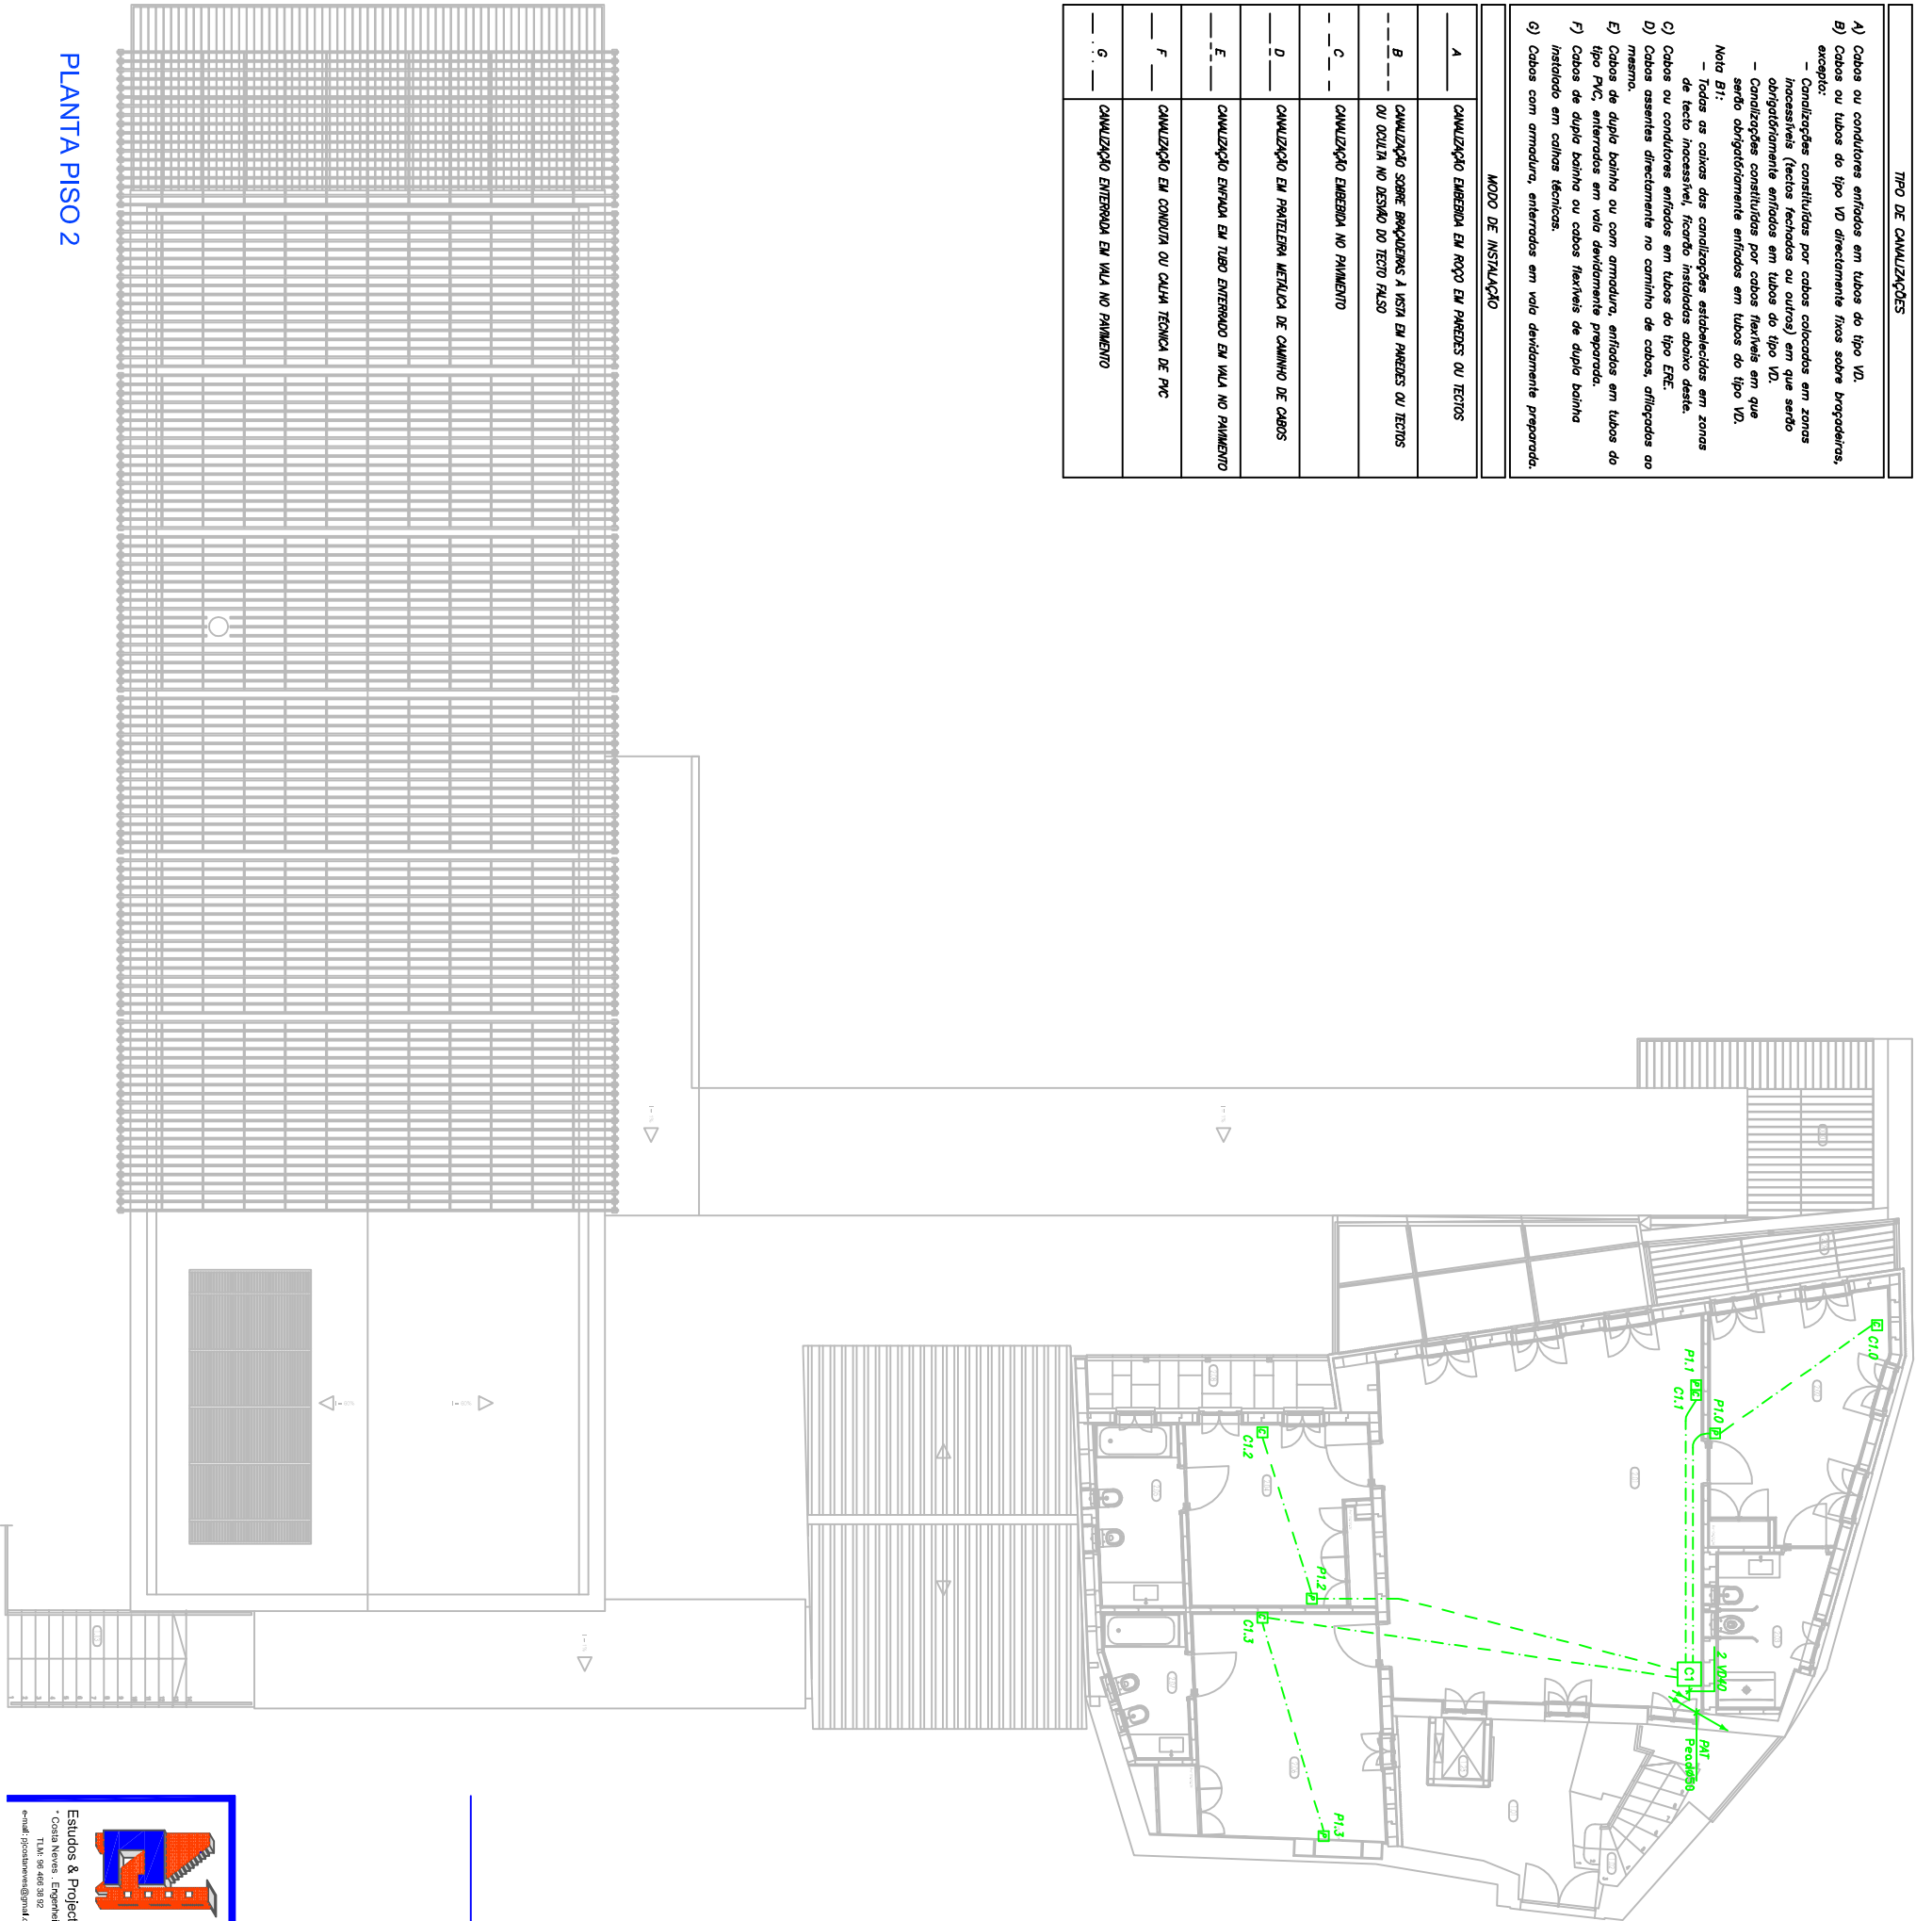 TIPO DE CANALIZAÇÕES
A) Cabos ou condutores enfiados em tubos do tipo VD.
B) Cabos ou tubos do tipo VD directamente fixos sobre braçadeiras,
excepto:
– Canalizações constituídas por cabos colocados em zonas
inacessíveis (tectos fechados ou outros) em que serão
obrigatóriamente enfiados em tubos do tipo VD.
– Canalizações constituídas por cabos flexíveis em que
serão obrigatóriamente enfiados em tubos do tipo VD.
Nota B1:
– Todas as caixas das canalizações estabelecidas em zonas
de tecto inacessível, ficarão instaladas abaixo deste.
C) Cabos ou condutores enfiados em tubos do tipo ERE.
D) Cabos assentes directamente no caminho de cabos, afilaçados ao
mesmo.
E) Cabos de dupla bainha ou com armadura, enfiados em tubos do
tipo PVC, enterrados em vala devidamente preparada.
F) Cabos de dupla bainha ou cabos flexíveis de dupla bainha
instalado em calhas técnicas.
G) Cabos com armadura, enterrados em vala devidamente preparada.
MODO DE INSTALAÇÃO
A CANALIZAÇÃO EMBEBIDA EM ROÇO EM PAREDES OU TECTOS
B CANALIZAÇÃO SOBRE BRAÇADEIRAS À VISTA EM PAREDES OU TECTOS
OU OCULTA NO DESVÃO DO TECTO FALSO
C CANALIZAÇÃO EMBEBIDA NO PAVIMENTO
D CANALIZAÇÃO EM PRATELEIRA METÁLICA DE CAMINHO DE CABOS
E CANALIZAÇÃO ENFIADA EM TUBO ENTERRADO EM VALA NO PAVIMENTO
F CANALIZAÇÃO EM CONDUTA OU CALHA TÉCNICA DE PVC
G CANALIZAÇÃO ENTERRADA EM VALA NO PAVIMENTO
C C1.0
P1.0
P
P1.1
P C
C1.1
C C1.2
P1.2
P
C C1.3
P1.3
P
C1
2 VD40
PAT
PLANTA PISO 2
Estudos & Project
* Costa Neves . Engenhei
TLM: 96 466 38 92
e-mail: pjcostaneves@gmail.c